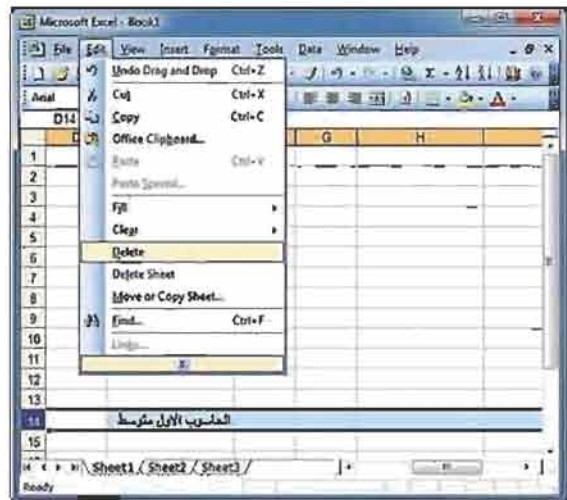 Microsoft Excel - Book1
File Edit View Insert Format Tools Data Window Help
Arial
D14
Undo Drag and Drop Ctrl+Z
Cut Ctrl+X
Copy Ctrl+C
Office Clipboard...
Paste Ctrl+V
Paste Special...
Fill
Clear
Delete
Delete Sheet
Move or Copy Sheet...
Find... Ctrl+F
Links...
D G H
1
2
3
4
5
6
7
8
9
10
11
12
13
14 الحاسوب الاول متوسط
15
Sheet1 / Sheet2 / Sheet3 /
Ready